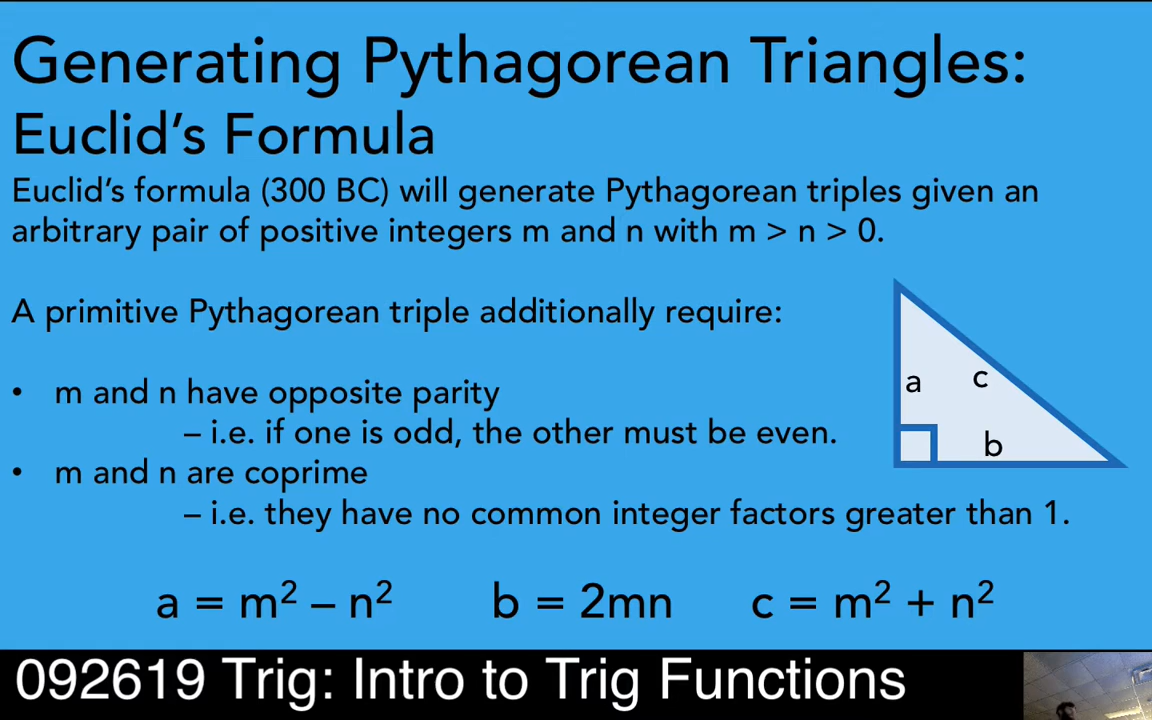 Generating Pythagorean Triangles:
Euclid’s Formula
Euclid’s formula (300 BC) will generate Pythagorean triples given an
arbitrary pair of positive integers m and n with m > n > 0.
A primitive Pythagorean triple additionally require:
• m and n have opposite parity
– i.e. if one is odd, the other must be even.
• m and n are coprime
– i.e. they have no common integer factors greater than 1.
a
c
b
a = m² – n² b = 2mn c = m² + n²
092619 Trig: Intro to Trig Functions